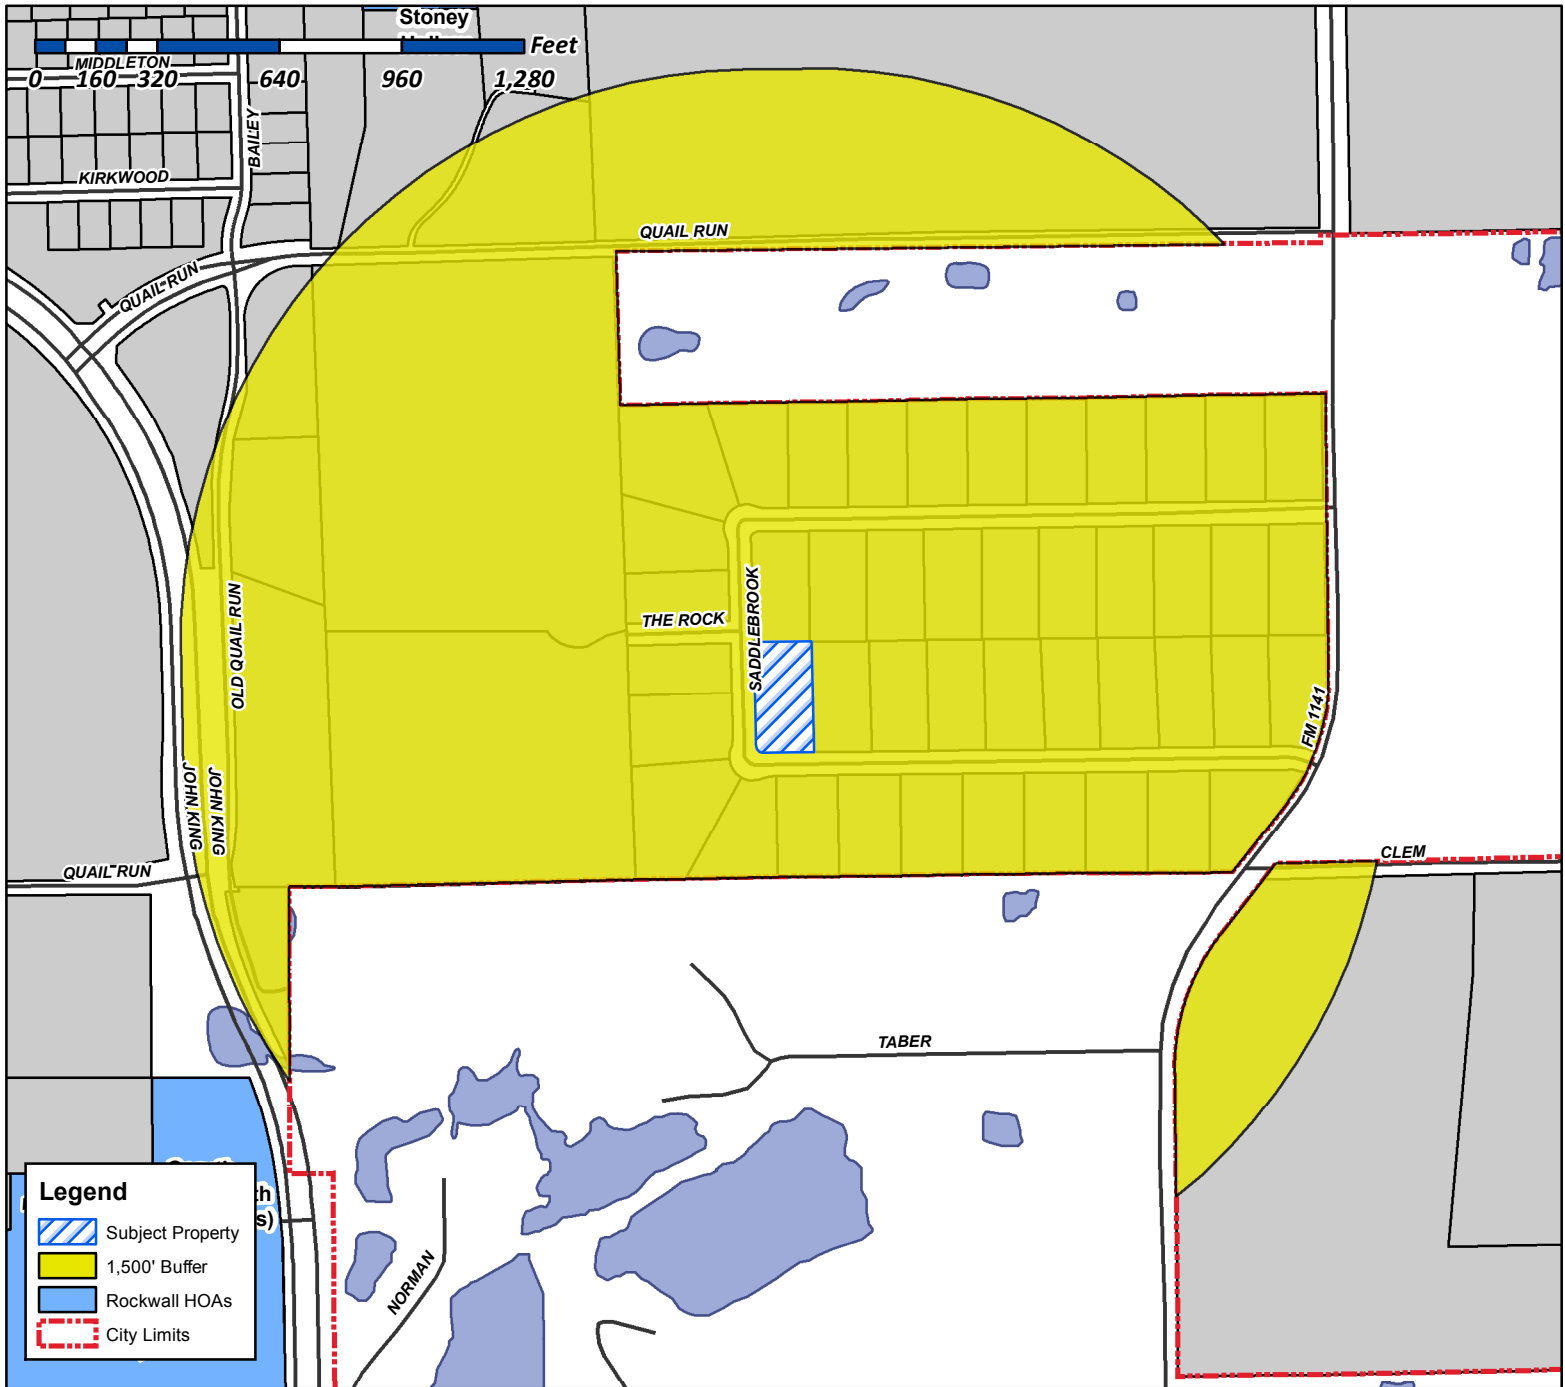 Stoney
Feet
MIDDLETON
0 160 320 640 960 1,280
BAILEY
KIRKWOOD
QUAIL RUN
QUAIL RUN
OLD QUAIL RUN
SADDLEBROOK
THE ROCK
FM 1141
JOHN KING
JOHN KING
QUAIL RUN
CLEM
TABER
NORMAN
Legend
Subject Property
1,500' Buffer
Rockwall HOAs
City Limits